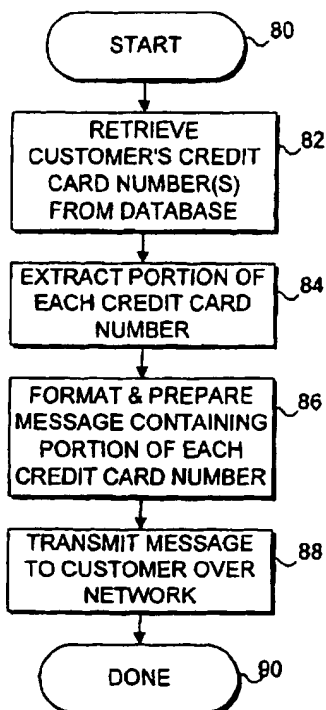 START
80
RETRIEVE
CUSTOMER'S CREDIT
CARD NUMBER(S)
FROM DATABASE
82
EXTRACT PORTION OF
EACH CREDIT CARD
NUMBER
84
FORMAT & PREPARE
MESSAGE CONTAINING
PORTION OF EACH
CREDIT CARD NUMBER
86
TRANSMIT MESSAGE
TO CUSTOMER OVER
NETWORK
88
DONE
90